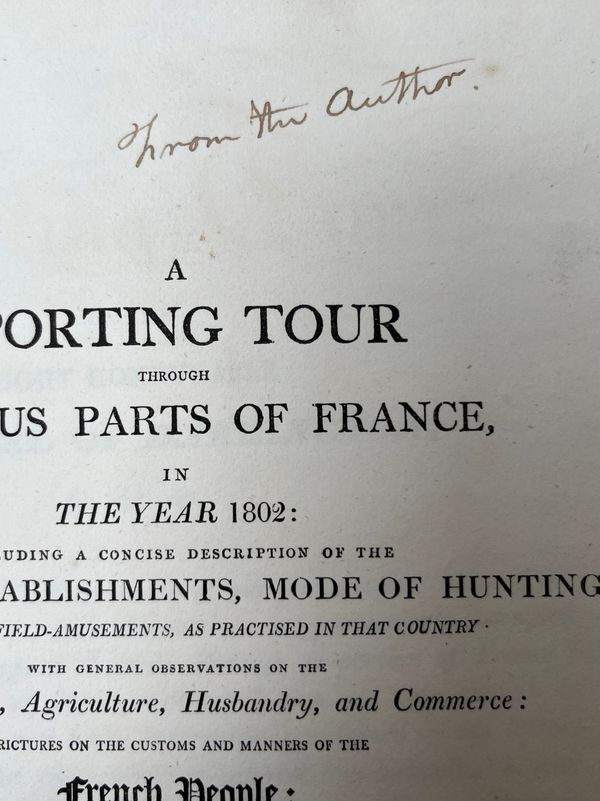 From the Author.
A
PORTING TOUR
THROUGH
US PARTS OF FRANCE,
IN
THE YEAR 1802:
LUDING A CONCISE DESCRIPTION OF THE
ABLISHMENTS, MODE OF HUNTING
FIELD-AMUSEMENTS, AS PRACTISED IN THAT COUNTRY·
WITH GENERAL OBSERVATIONS ON THE
, Agriculture, Husbandry, and Commerce:
RICTURES ON THE CUSTOMS AND MANNERS OF THE
French People: